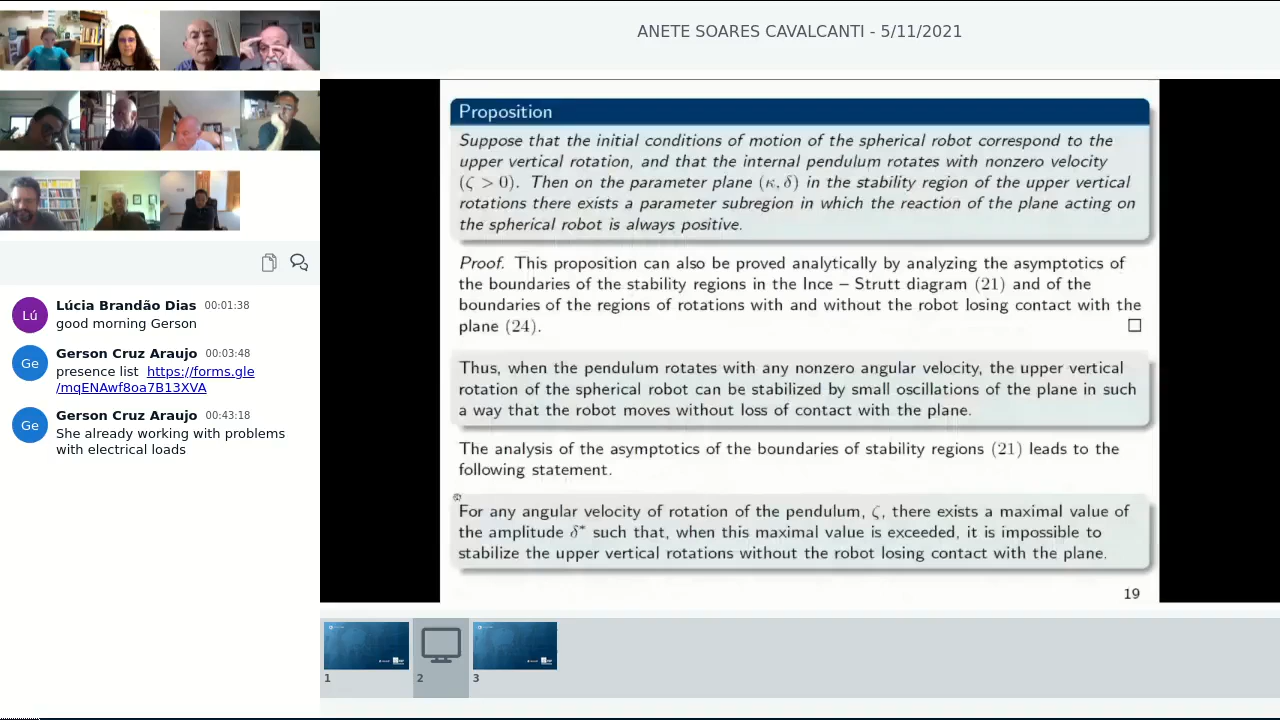 ANETE SOARES CAVALCANTI - 5/11/2021
Lú
Lúcia Brandão Dias 00:01:38
good morning Gerson
Ge
Gerson Cruz Araujo 00:03:48
presence list https://forms.gle
/mqENAwf8oa7B13XVA
Ge
Gerson Cruz Araujo 00:43:18
She already working with problems
with electrical loads
Proposition
Suppose that the initial conditions of motion of the spherical robot correspond to the
upper vertical rotation, and that the internal pendulum rotates with nonzero velocity
(ζ > 0). Then on the parameter plane (κ, δ) in the stability region of the upper vertical
rotations there exists a parameter subregion in which the reaction of the plane acting on
the spherical robot is always positive.
Proof. This proposition can also be proved analytically by analyzing the asymptotics of
the boundaries of the stability regions in the Ince – Strutt diagram (21) and of the
boundaries of the regions of rotations with and without the robot losing contact with the
plane (24). □
Thus, when the pendulum rotates with any nonzero angular velocity, the upper vertical
rotation of the spherical robot can be stabilized by small oscillations of the plane in such
a way that the robot moves without loss of contact with the plane.
The analysis of the asymptotics of the boundaries of stability regions (21) leads to the
following statement.
For any angular velocity of rotation of the pendulum, ζ, there exists a maximal value of
the amplitude δ* such that, when this maximal value is exceeded, it is impossible to
stabilize the upper vertical rotations without the robot losing contact with the plane.
19
1
2
3